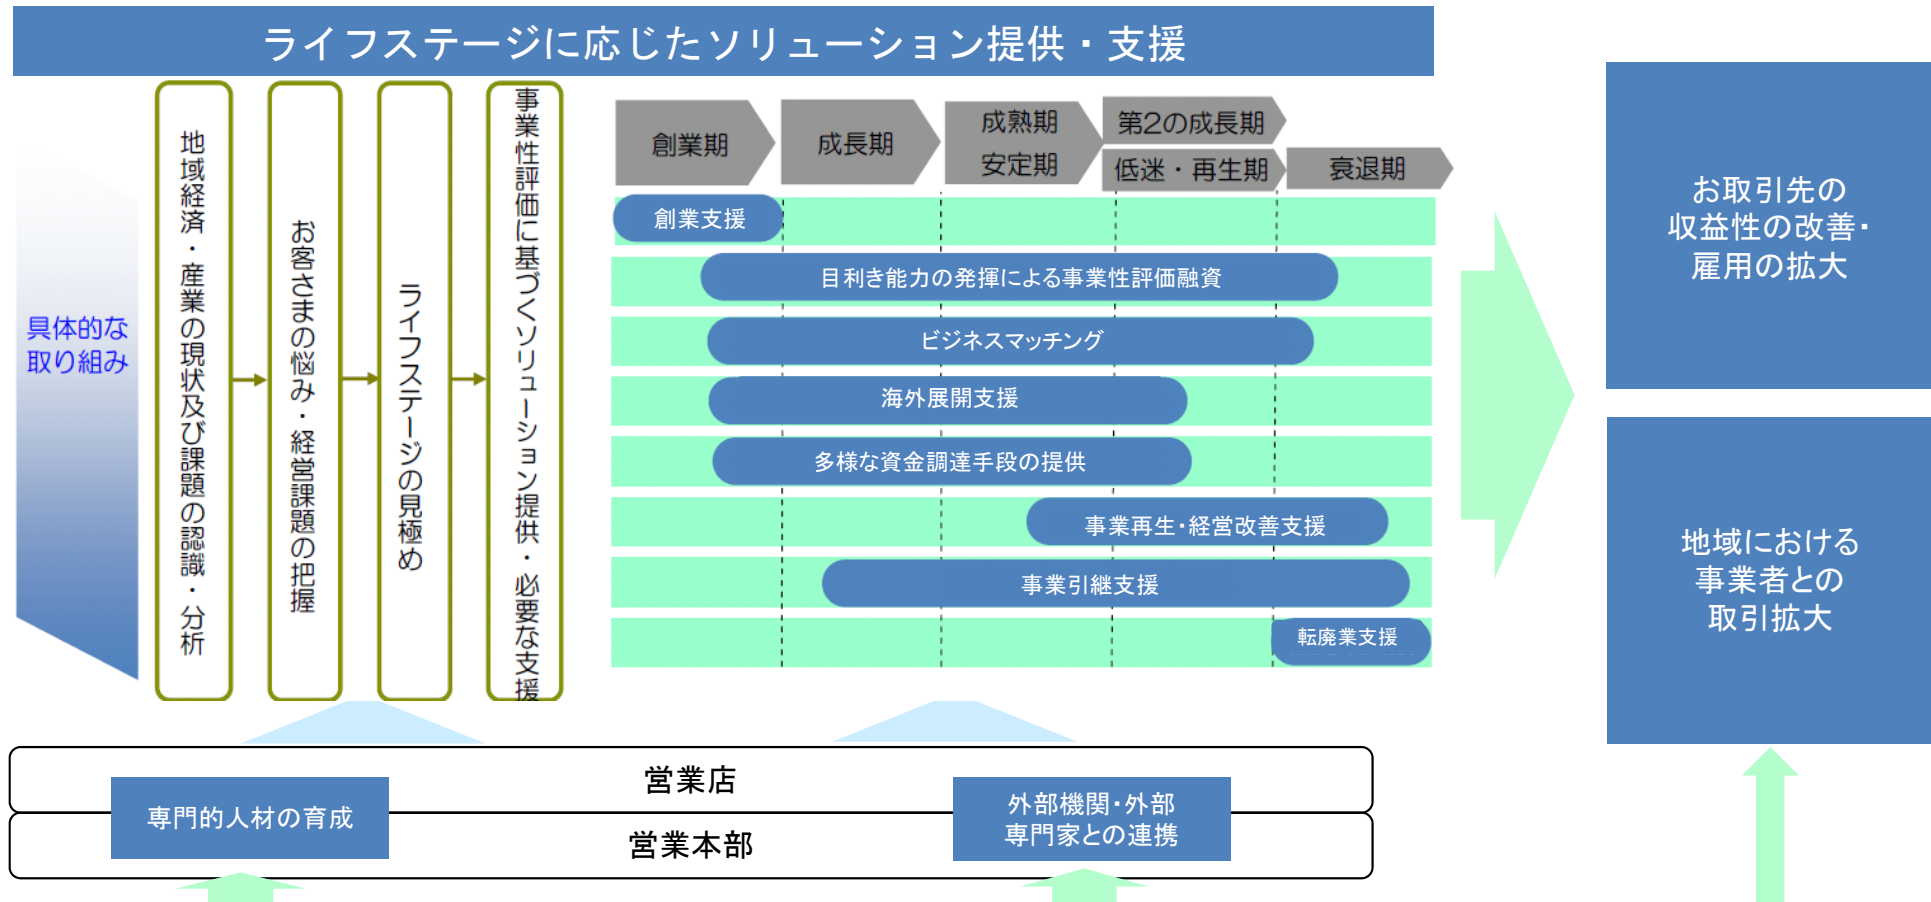 ライフステージに応じたソリューション提供・支援
具体的な
取り組み
地域経済・産業の現状及び課題の認識・分析
お客さまの悩み・経営課題の把握
ライフステージの見極め
事業性評価に基づくソリューション提供・必要な支援
創業期
成長期
成熟期
安定期
第2の成長期
低迷・再生期
衰退期
創業支援
目利き能力の発揮による事業性評価融資
ビジネスマッチング
海外展開支援
多様な資金調達手段の提供
事業再生・経営改善支援
事業引継支援
転廃業支援
お取引先の
収益性の改善・
雇用の拡大
地域における
事業者との
取引拡大
営業店
専門的人材の育成
外部機関・外部
専門家との連携
営業本部